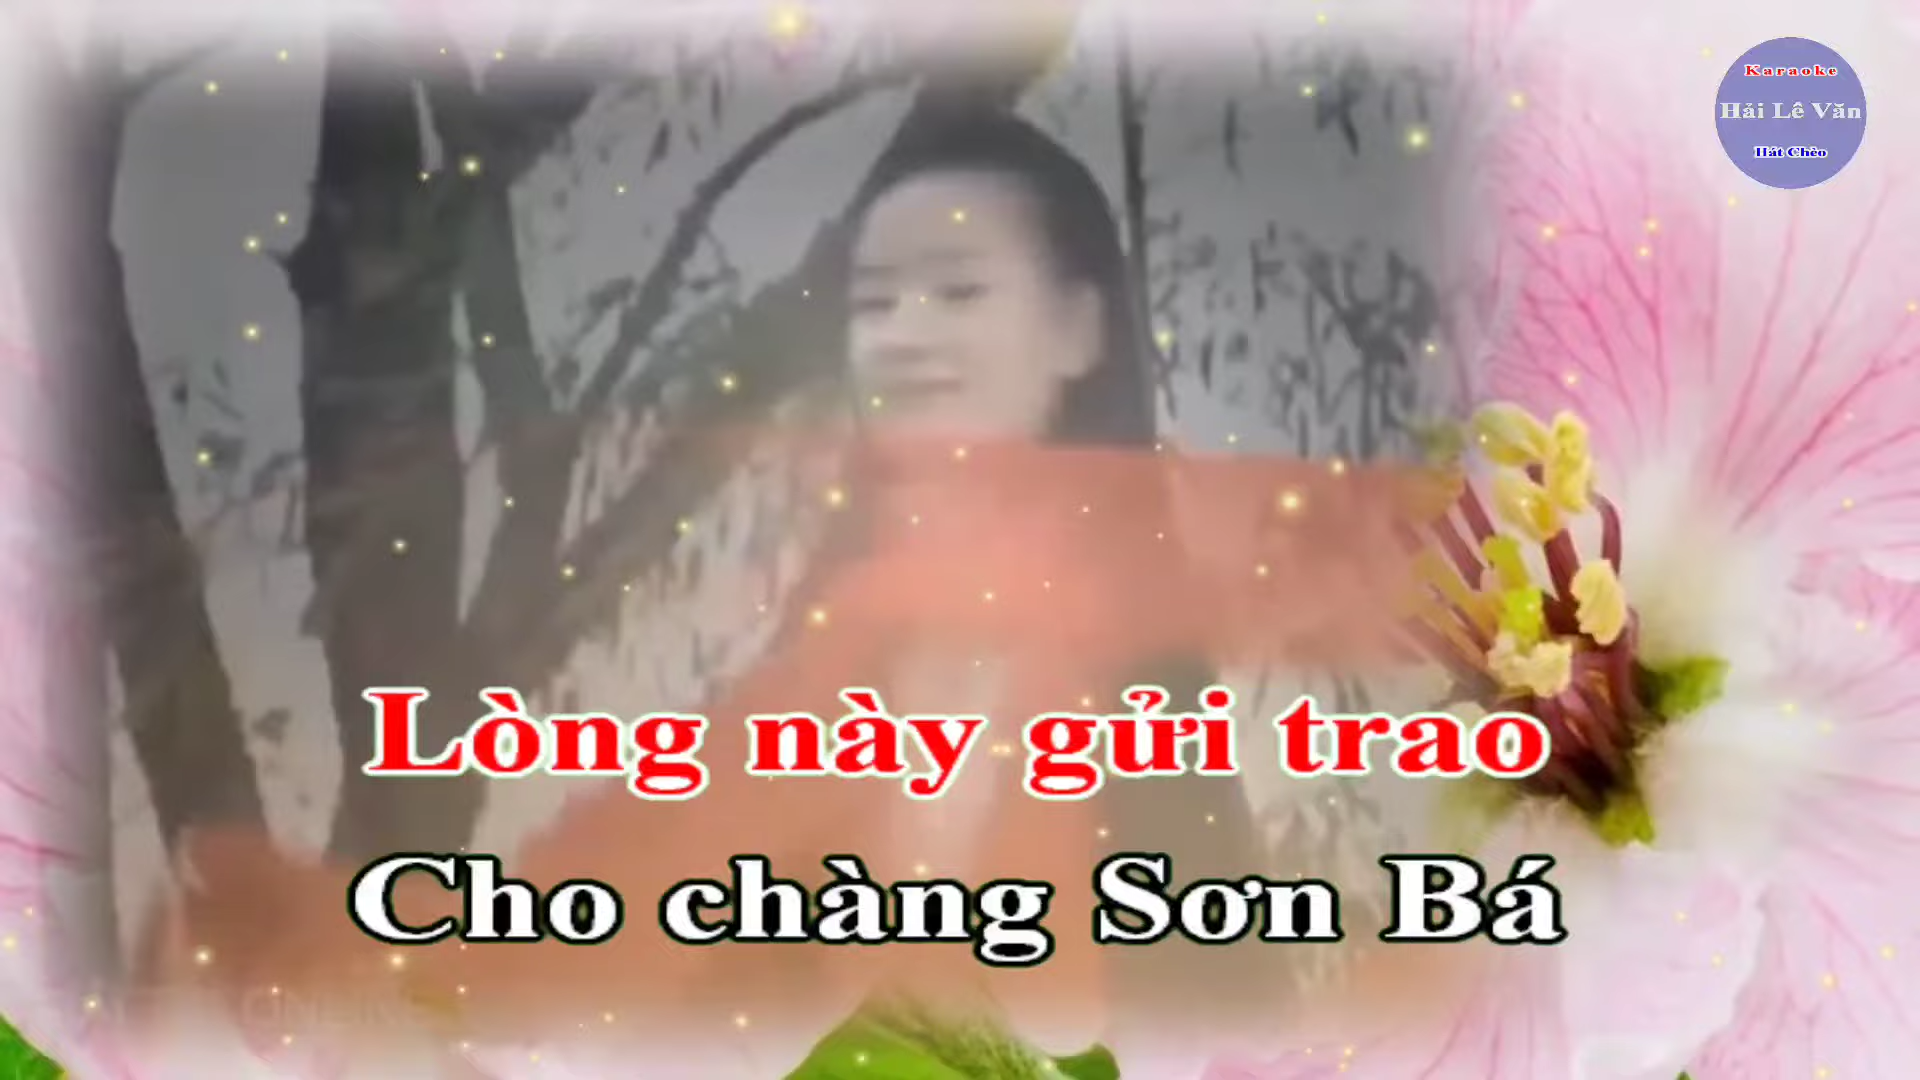 Karaoke
Hải Lê Văn
Hát Chèo
Lòng này gửi trao
Cho chàng Sơn Bá